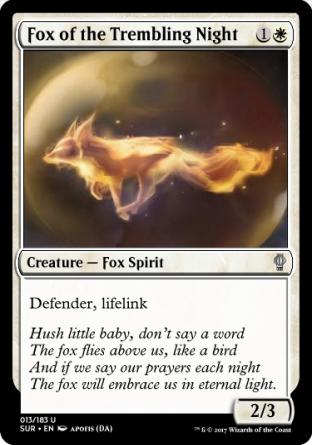 Fox of the Trembling Night 1
Creature — Fox Spirit
Defender, lifelink
Hush little baby, don't say a word
The fox flies above us, like a bird
And if we say our prayers each night
The fox will embrace us in eternal light.
2/3
013/183 U
SUR • EN APOFIS (DA)
™ & © 2017 Wizards of the Coast